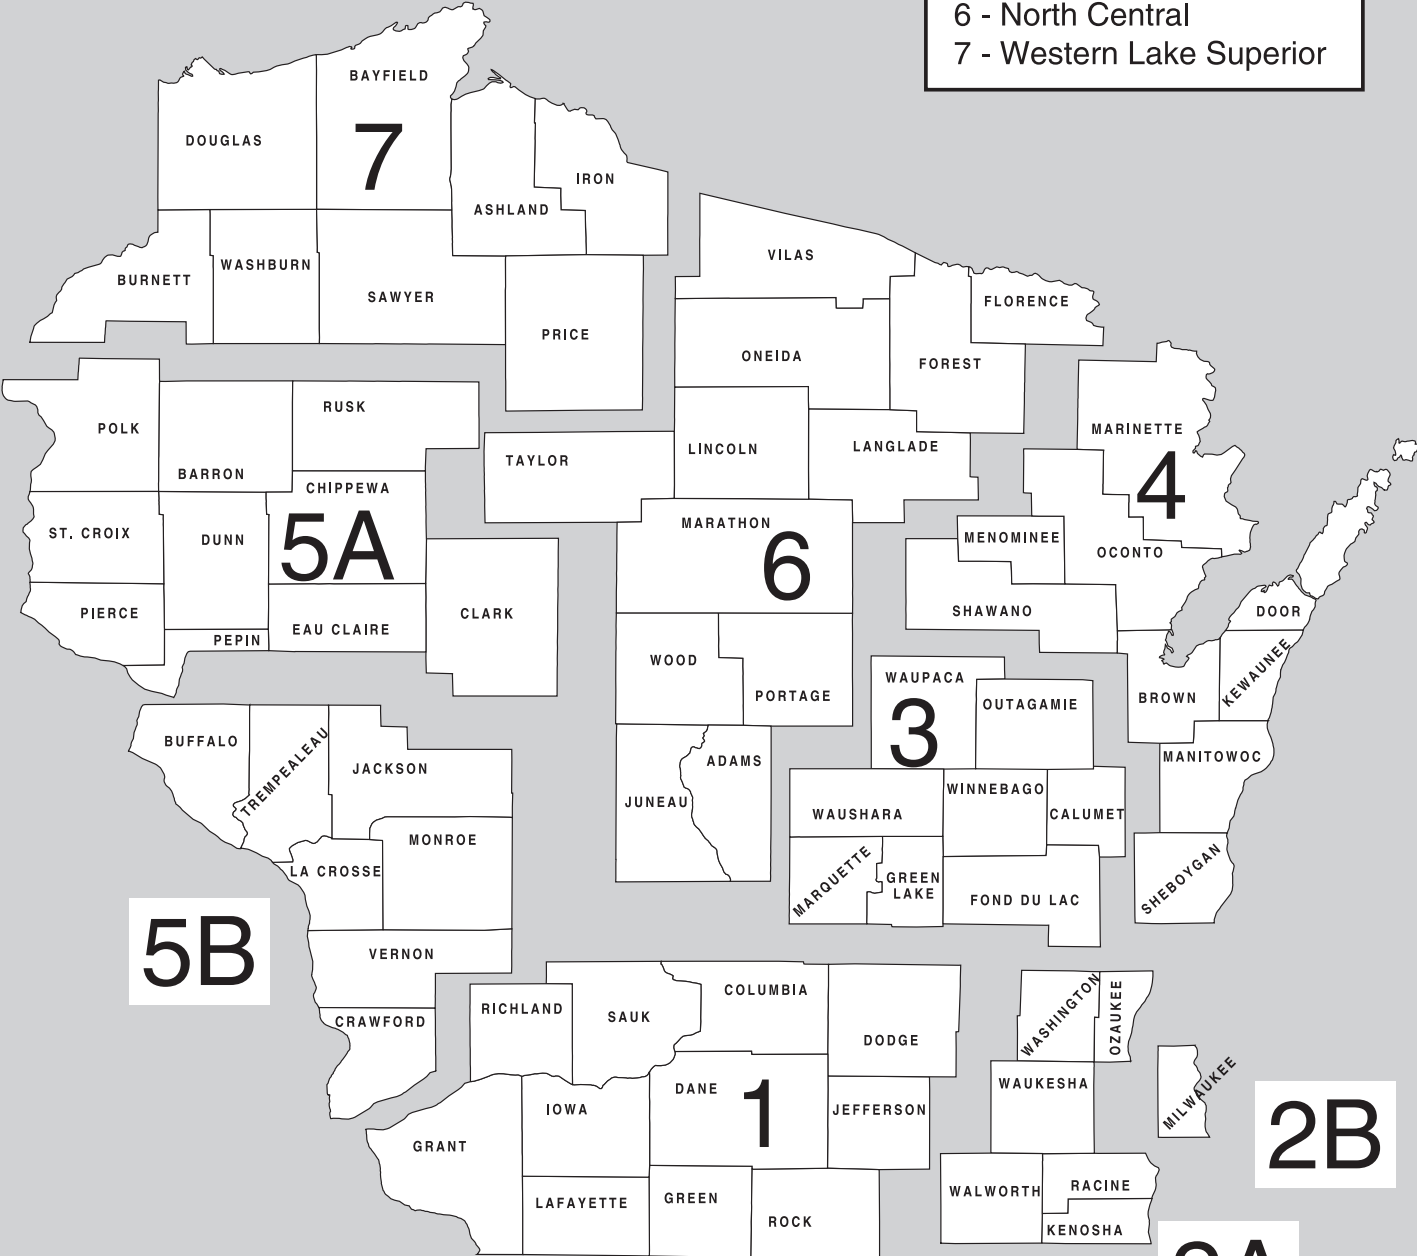 6 - North Central
7 - Western Lake Superior
BAYFIELD
7
DOUGLAS
IRON
ASHLAND
BURNETT
WASHBURN
SAWYER
PRICE
VILAS
FLORENCE
ONEIDA
FOREST
LINCOLN
LANGLADE
TAYLOR
MARATHON
6
WOOD
PORTAGE
JUNEAU
ADAMS
POLK
RUSK
BARRON
CHIPPEWA
5A
ST. CROIX
DUNN
PIERCE
PEPIN
EAU CLAIRE
CLARK
MARINETTE
4
MENOMINEE
OCONTO
SHAWANO
DOOR
BROWN
KEWAUNEE
MANITOWOC
SHEBOYGAN
WAUPACA
3
OUTAGAMIE
WAUSHARA
WINNEBAGO
CALUMET
MARQUETTE
GREEN
LAKE
FOND DU LAC
BUFFALO
TREMPEALEAU
JACKSON
MONROE
LA CROSSE
5B
VERNON
CRAWFORD
RICHLAND
SAUK
COLUMBIA
DODGE
DANE
1
IOWA
JEFFERSON
GRANT
LAFAYETTE
GREEN
ROCK
WASHINGTON
OZAUKEE
WAUKESHA
MILWAUKEE
2B
WALWORTH
RACINE
KENOSHA